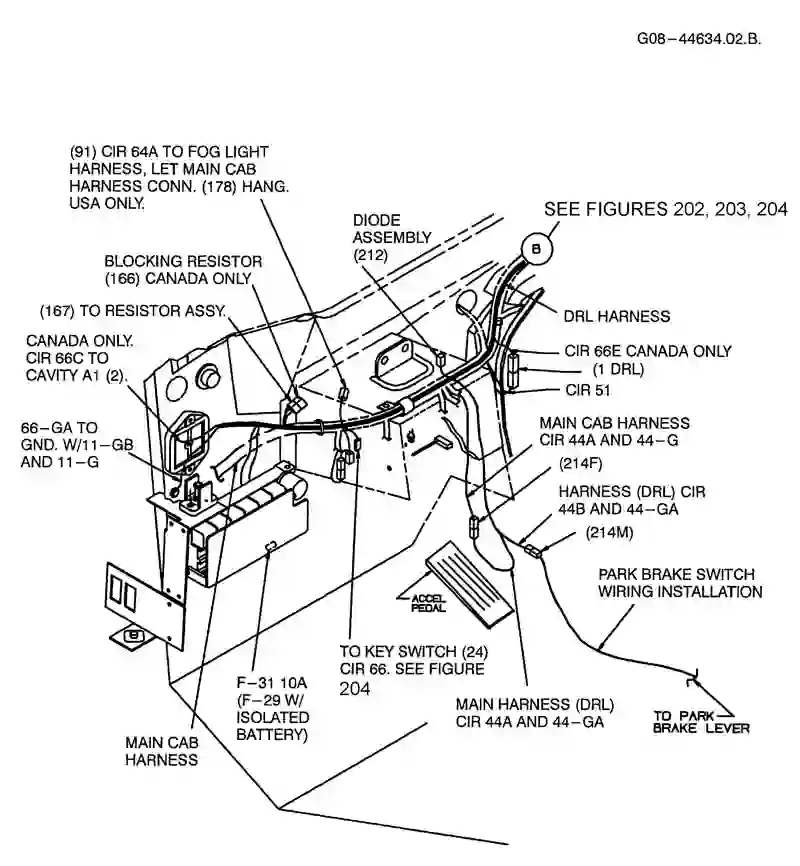 G08-44634.02.B.
(91) CIR 64A TO FOG LIGHT
HARNESS, LET MAIN CAB
HARNESS CONN. (178) HANG.
USA ONLY.
DIODE
ASSEMBLY
(212)
SEE FIGURES 202, 203, 204
B
BLOCKING RESISTOR
(166) CANADA ONLY
(167) TO RESISTOR ASSY.
DRL HARNESS
CANADA ONLY.
CIR 66C TO
CAVITY A1 (2).
CIR 66E CANADA ONLY
(1 DRL)
CIR 51
66-GA TO
GND. W/11-GB
AND 11-G
MAIN CAB HARNESS
CIR 44A AND 44-G
(214F)
HARNESS (DRL) CIR
44B AND 44-GA
(214M)
PARK BRAKE SWITCH
WIRING INSTALLATION
ACCEL
PEDAL
TO KEY SWITCH (24)
CIR 66. SEE FIGURE
204
F-31 10A
(F-29 W/
ISOLATED
BATTERY)
MAIN HARNESS (DRL)
CIR 44A AND 44-GA
TO PARK
BRAKE LEVER
MAIN CAB
HARNESS